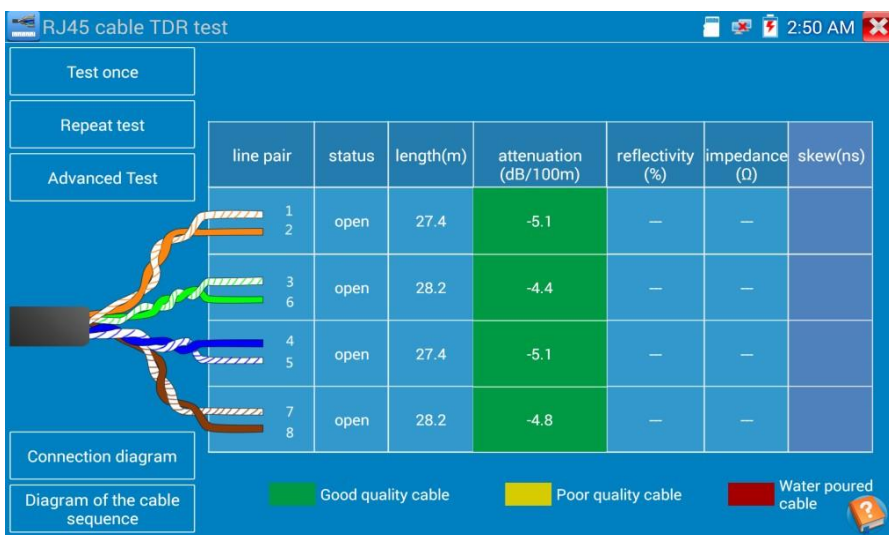 RJ45 cable TDR test
2:50 AM
Test once
Repeat test
Advanced Test
line pair status length(m) attenuation (dB/100m) reflectivity (%) impedance (Ω) skew(ns)
1
2
open 27.4 -5.1 — —
3
6
open 28.2 -4.4 — —
4
5
open 27.4 -5.1 — —
7
8
open 28.2 -4.8 — —
Connection diagram
Diagram of the cable
sequence
Good quality cable
Poor quality cable
Water poured
cable
?